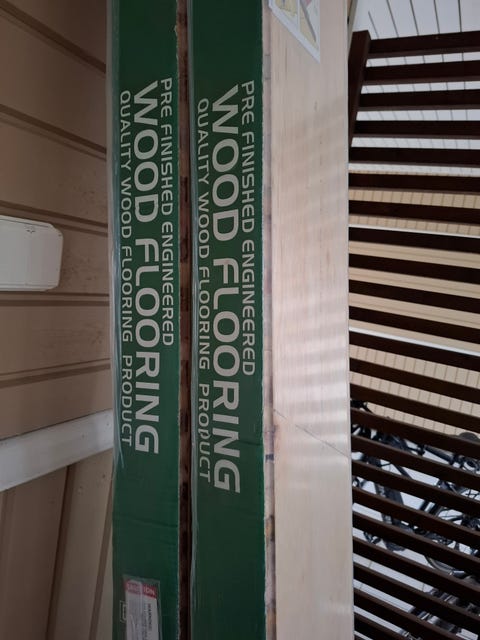 PRE FINISHED ENGINEERED
WOOD FLOORING
QUALITY WOOD FLOORING PRODUCT
PRE FINISHED ENGINEERED
WOOD FLOORING
QUALITY WOOD FLOORING PRODUCT